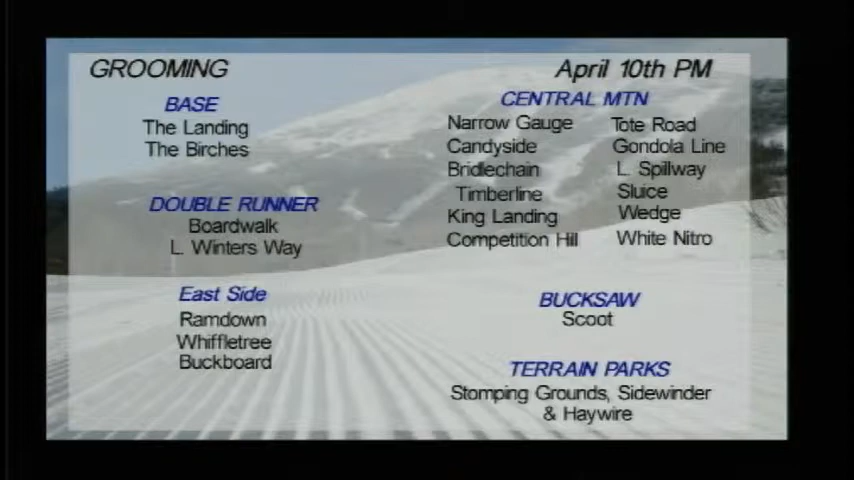 GROOMING
April 10th PM
BASE
The Landing
The Birches
DOUBLE RUNNER
Boardwalk
L. Winters Way
East Side
Ramdown
Whiffletree
Buckboard
CENTRAL MTN
Narrow Gauge
Candyside
Bridlechain
Timberline
King Landing
Competition Hill
Tote Road
Gondola Line
L. Spillway
Sluice
Wedge
White Nitro
BUCKSAW
Scoot
TERRAIN PARKS
Stomping Grounds, Sidewinder
& Haywire